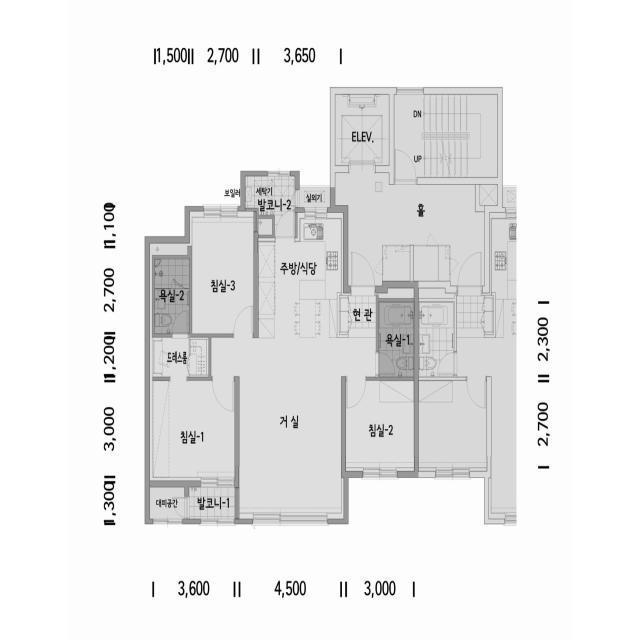 1,500 2,700 3,650
DN
ELEV.
UP
보일러
세탁기
발코니-2
실외기
홀
1,100
주방/식당
침실-3
욕실-2
2,700
현관
욕실-1
2,300
드레스룸
1,200
거 실
침실-1
침실-2
3,000
2,700
대피공간
발코니-1
1,300
3,600 4,500 3,000